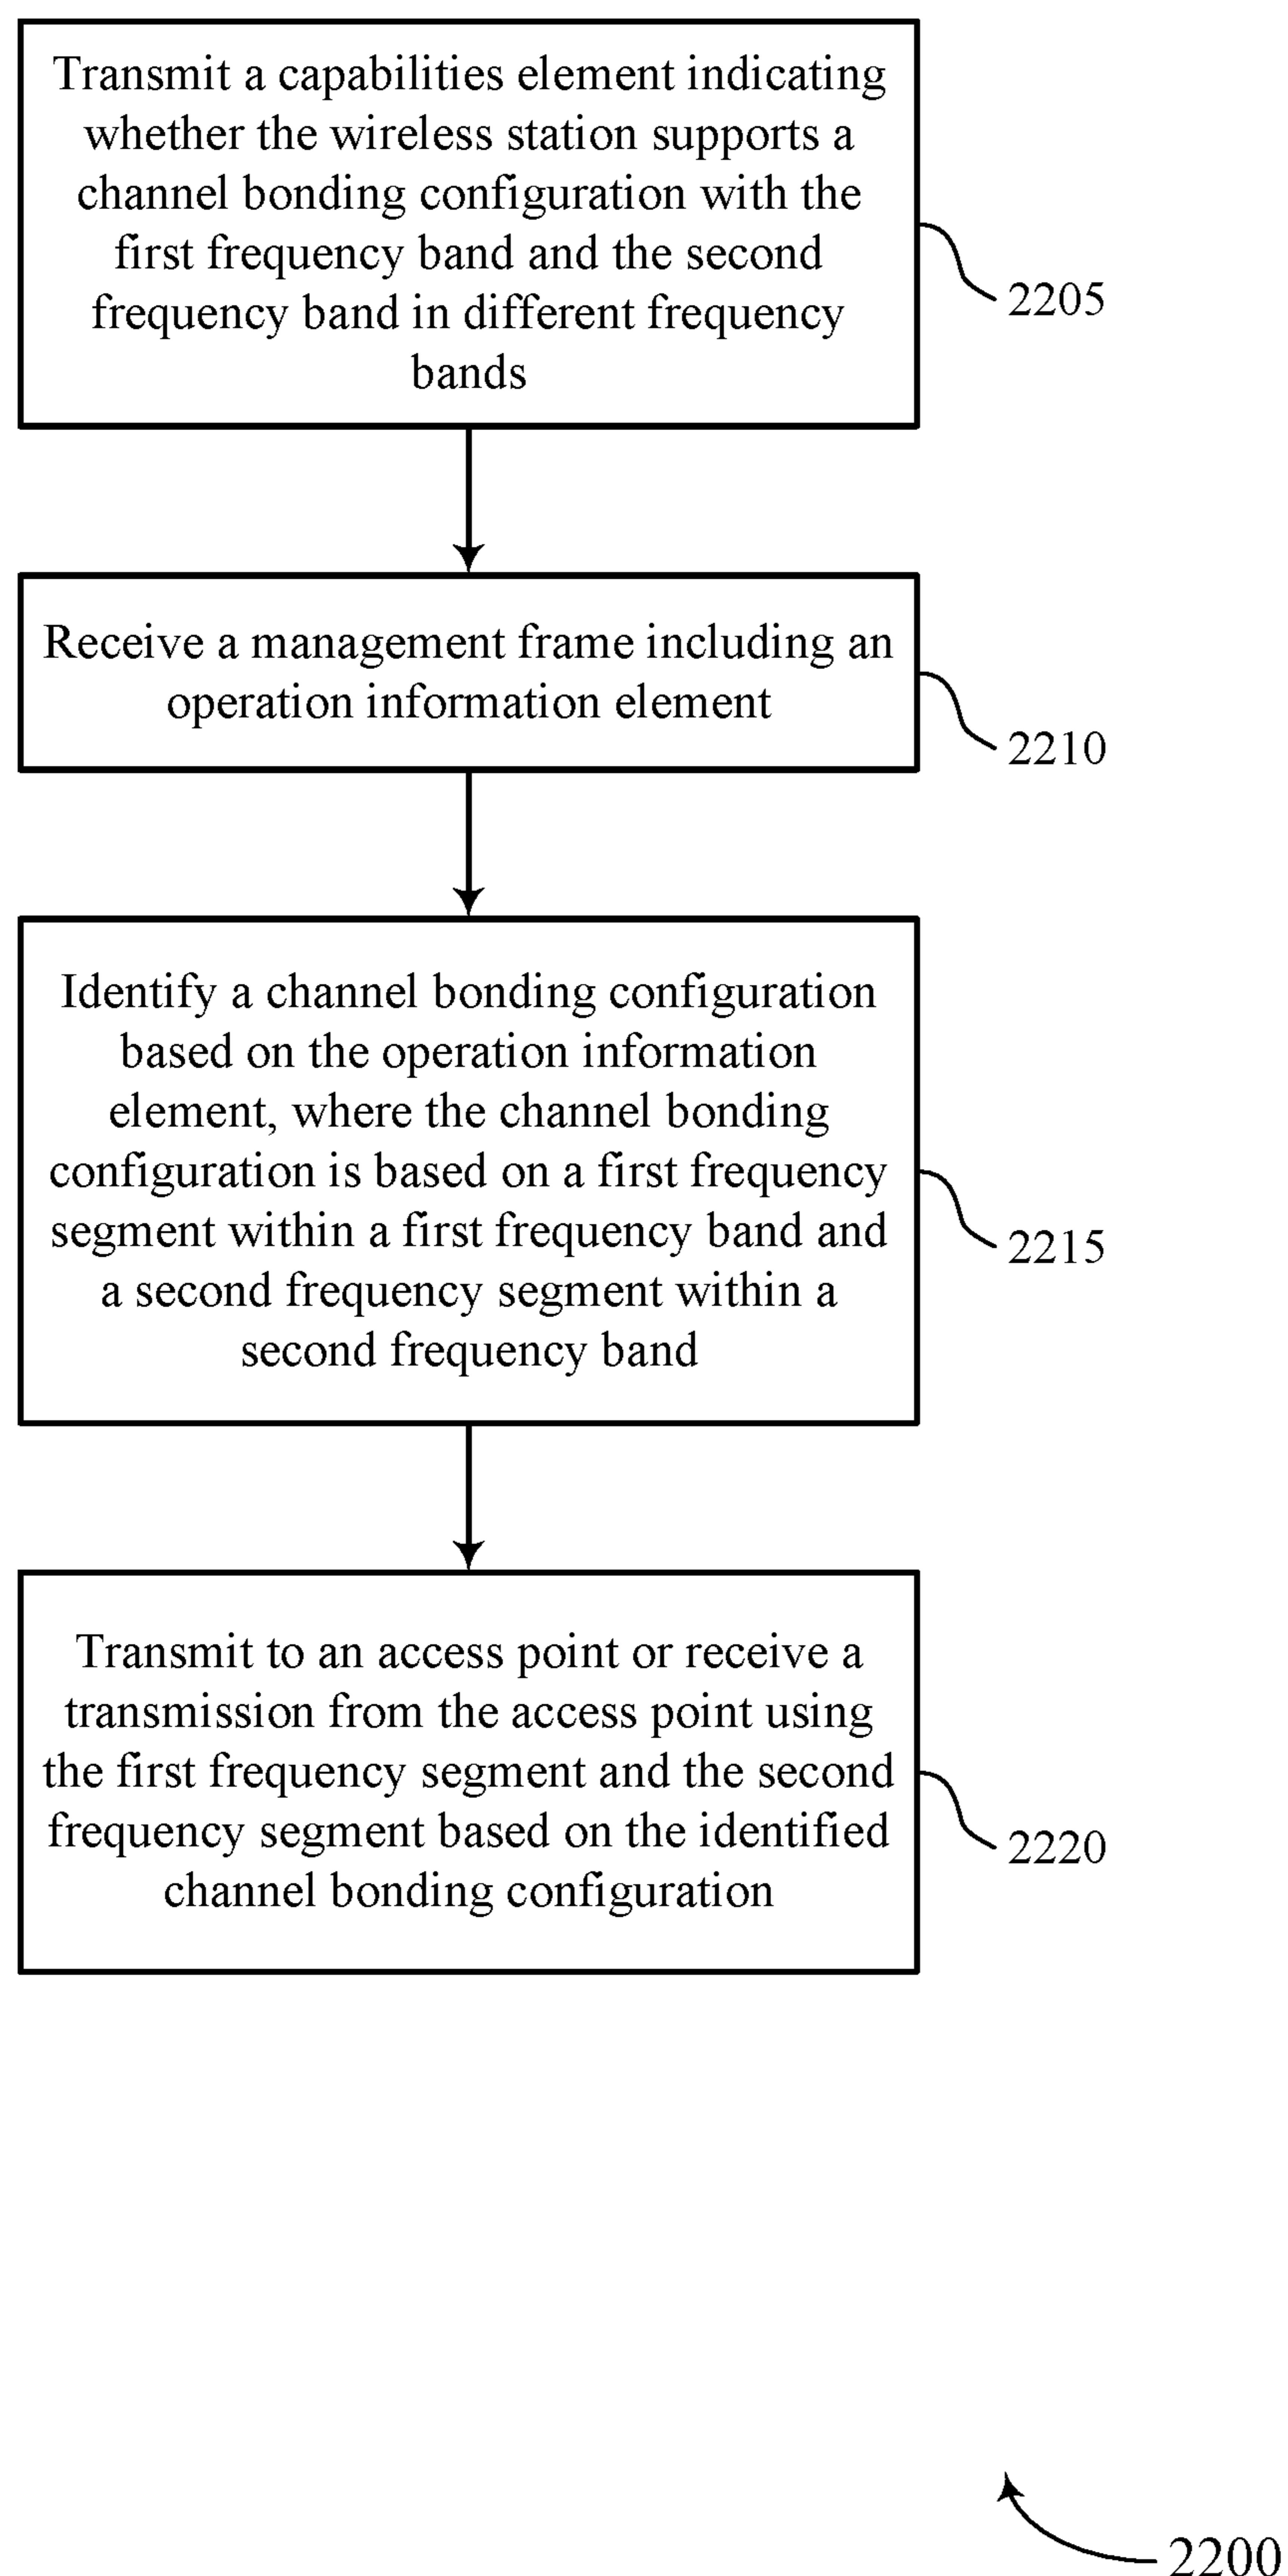 Transmit a capabilities element indicating
whether the wireless station supports a
channel bonding configuration with the
first frequency band and the second
frequency band in different frequency
bands
2205
Receive a management frame including an
operation information element
2210
Identify a channel bonding configuration
based on the operation information
element, where the channel bonding
configuration is based on a first frequency
segment within a first frequency band and
a second frequency segment within a
second frequency band
2215
Transmit to an access point or receive a
transmission from the access point using
the first frequency segment and the second
frequency segment based on the identified
channel bonding configuration
2220
2200